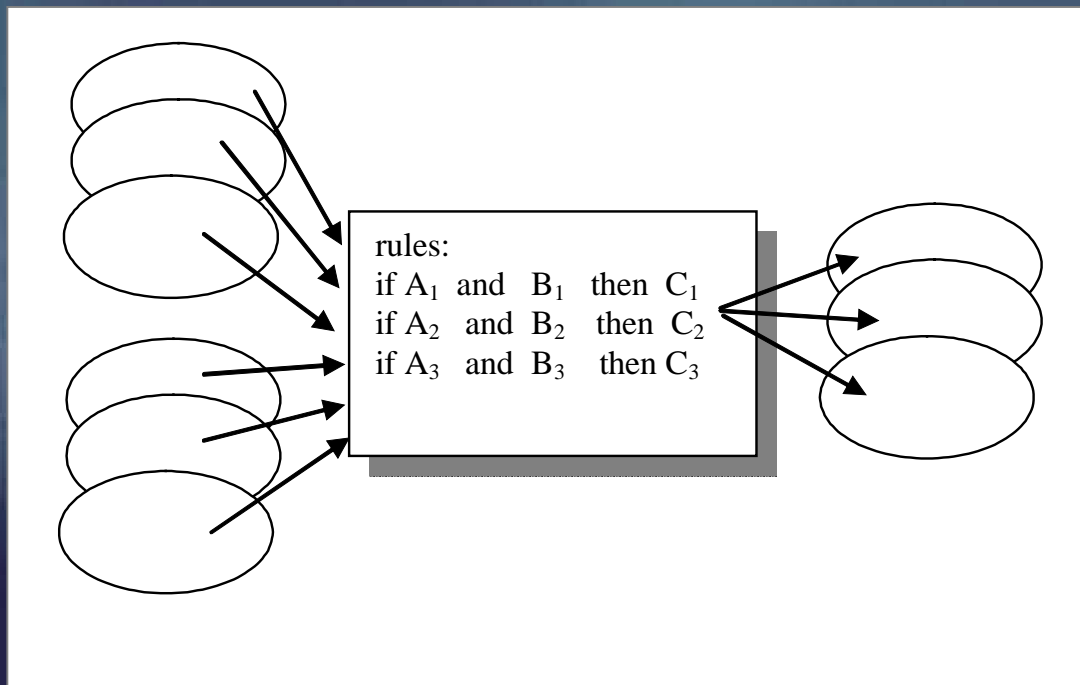 rules:
if A₁ and B₁ then C₁
if A₂ and B₂ then C₂
if A₃ and B₃ then C₃